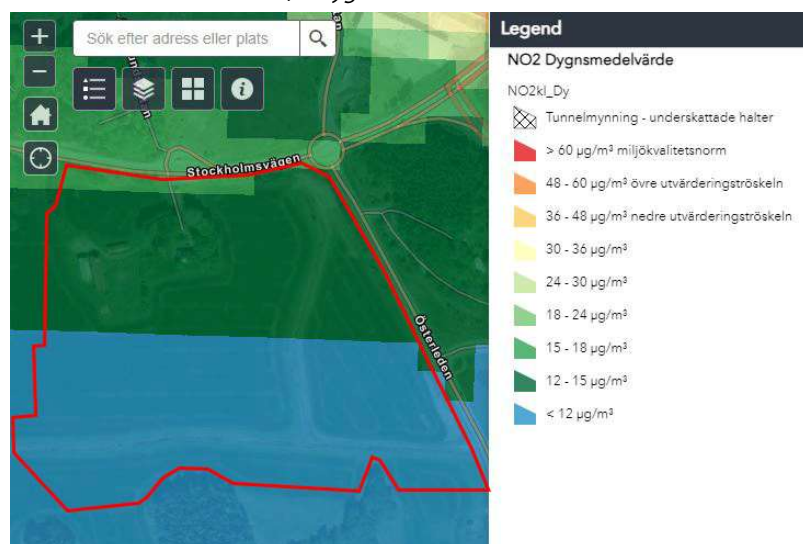 Sök efter adress eller plats
Stockholmsvägen
Österleden
Legend
NO2 Dygnsmedelvärde
NO2kl_Dy
Tunnelmynning - underskattade halter
> 60 µg/m³ miljökvalitetsnorm
48 - 60 µg/m³ övre utvärderingströskeln
36 - 48 µg/m³ nedre utvärderingströskeln
30 - 36 µg/m³
24 - 30 µg/m³
18 - 24 µg/m³
15 - 18 µg/m³
12 - 15 µg/m³
< 12 µg/m³